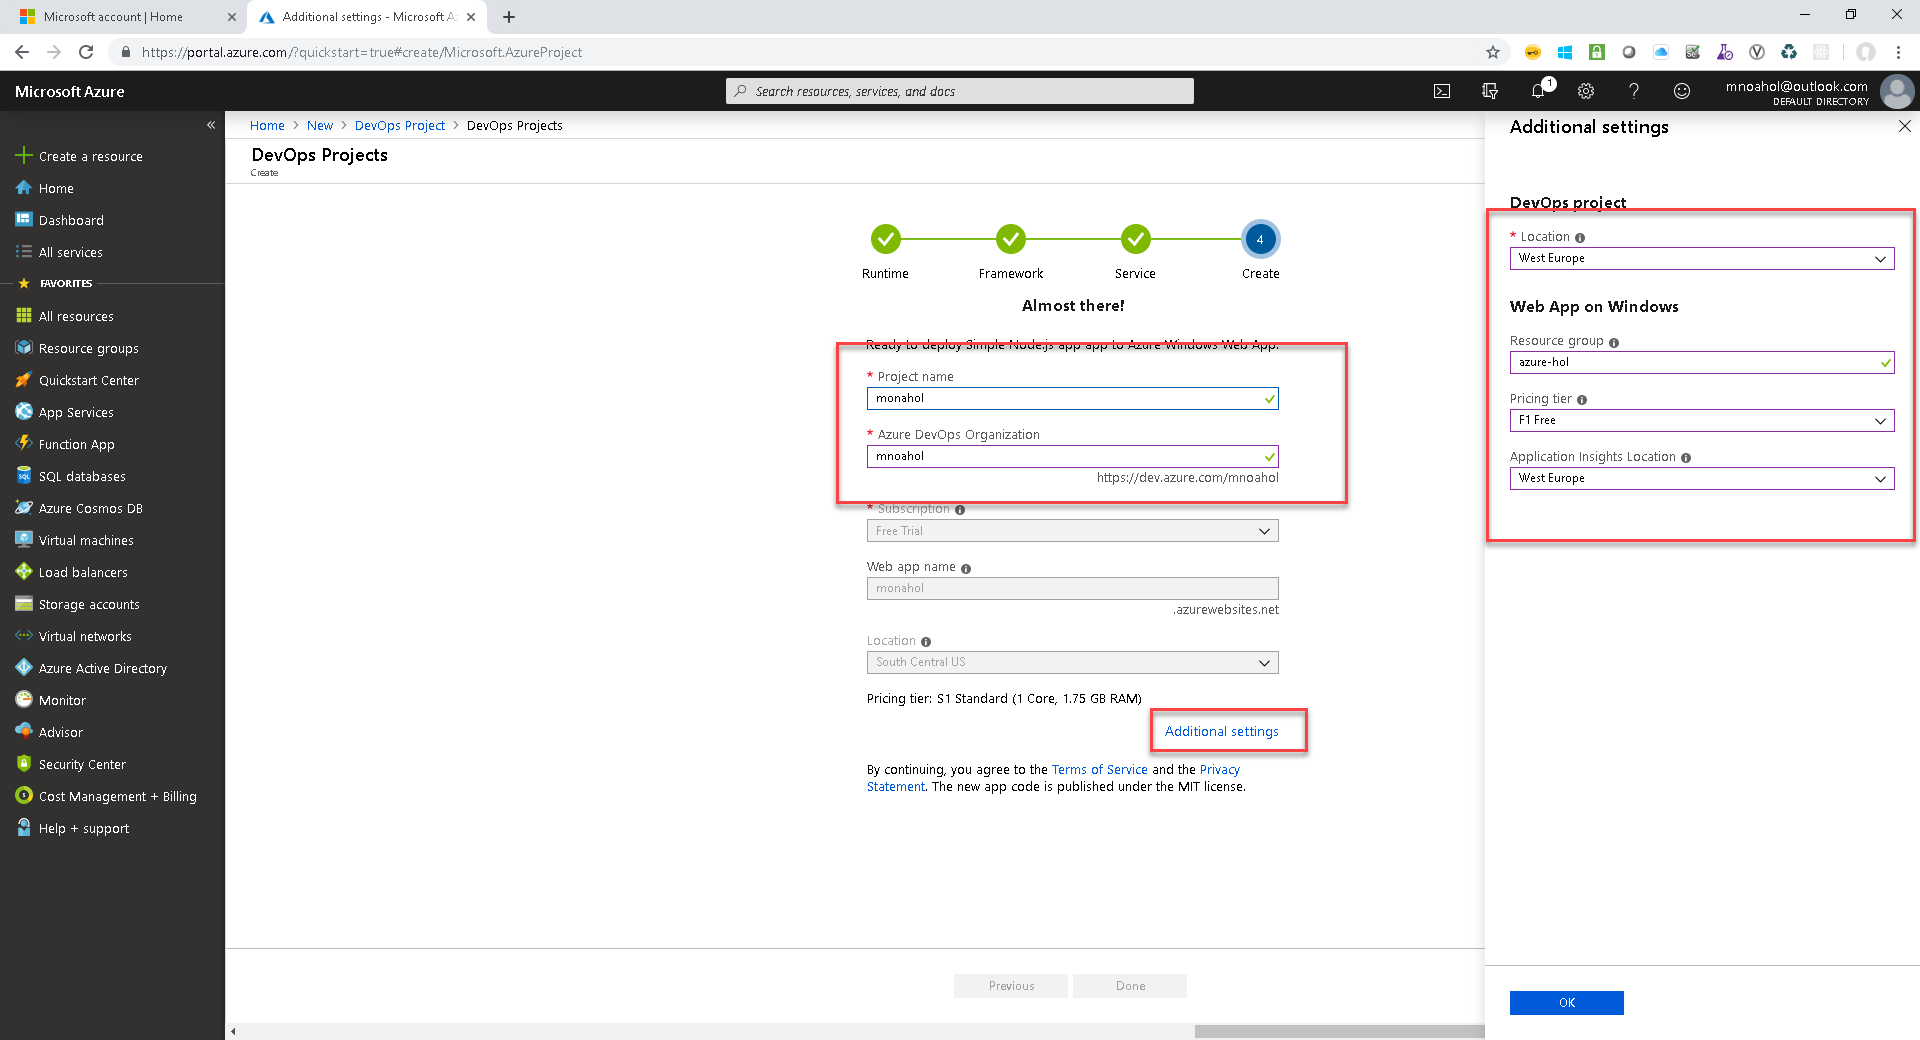 Microsoft account | Home
Additional settings - Microsoft A
https://portal.azure.com/?quickstart=true#create/Microsoft.AzureProject
Microsoft Azure
Search resources, services, and docs
1
mnoahol@outlook.com
DEFAULT DIRECTORY
Create a resource
Home
Dashboard
All services
FAVORITES
All resources
Resource groups
Quickstart Center
App Services
Function App
SQL databases
Azure Cosmos DB
Virtual machines
Load balancers
Storage accounts
Virtual networks
Azure Active Directory
Monitor
Advisor
Security Center
Cost Management + Billing
Help + support
Home > New > DevOps Project > DevOps Projects
DevOps Projects
Create
4
Runtime
Framework
Service
Create
Almost there!
Ready to deploy Simple Node.js app app to Azure Windows Web App.
* Project name
monahol
* Azure DevOps Organization
mnoahol
https://dev.azure.com/mnoahol
* Subscription
Free Trial
Web app name
monahol
.azurewebsites.net
Location
South Central US
Pricing tier: S1 Standard (1 Core, 1.75 GB RAM)
Additional settings
By continuing, you agree to the Terms of Service and the Privacy
Statement. The new app code is published under the MIT license.
Previous
Done
Additional settings
DevOps project
* Location
West Europe
Web App on Windows
Resource group
azure-hol
Pricing tier
F1 Free
Application Insights Location
West Europe
OK